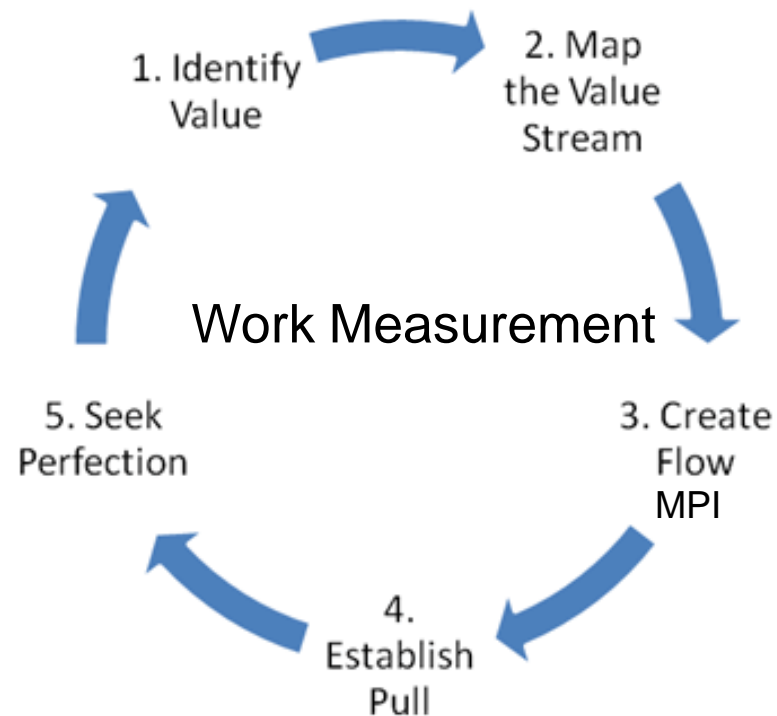 1. Identify
Value
2. Map
the Value
Stream
Work Measurement
3. Create
Flow
MPI
4.
Establish
Pull
5. Seek
Perfection